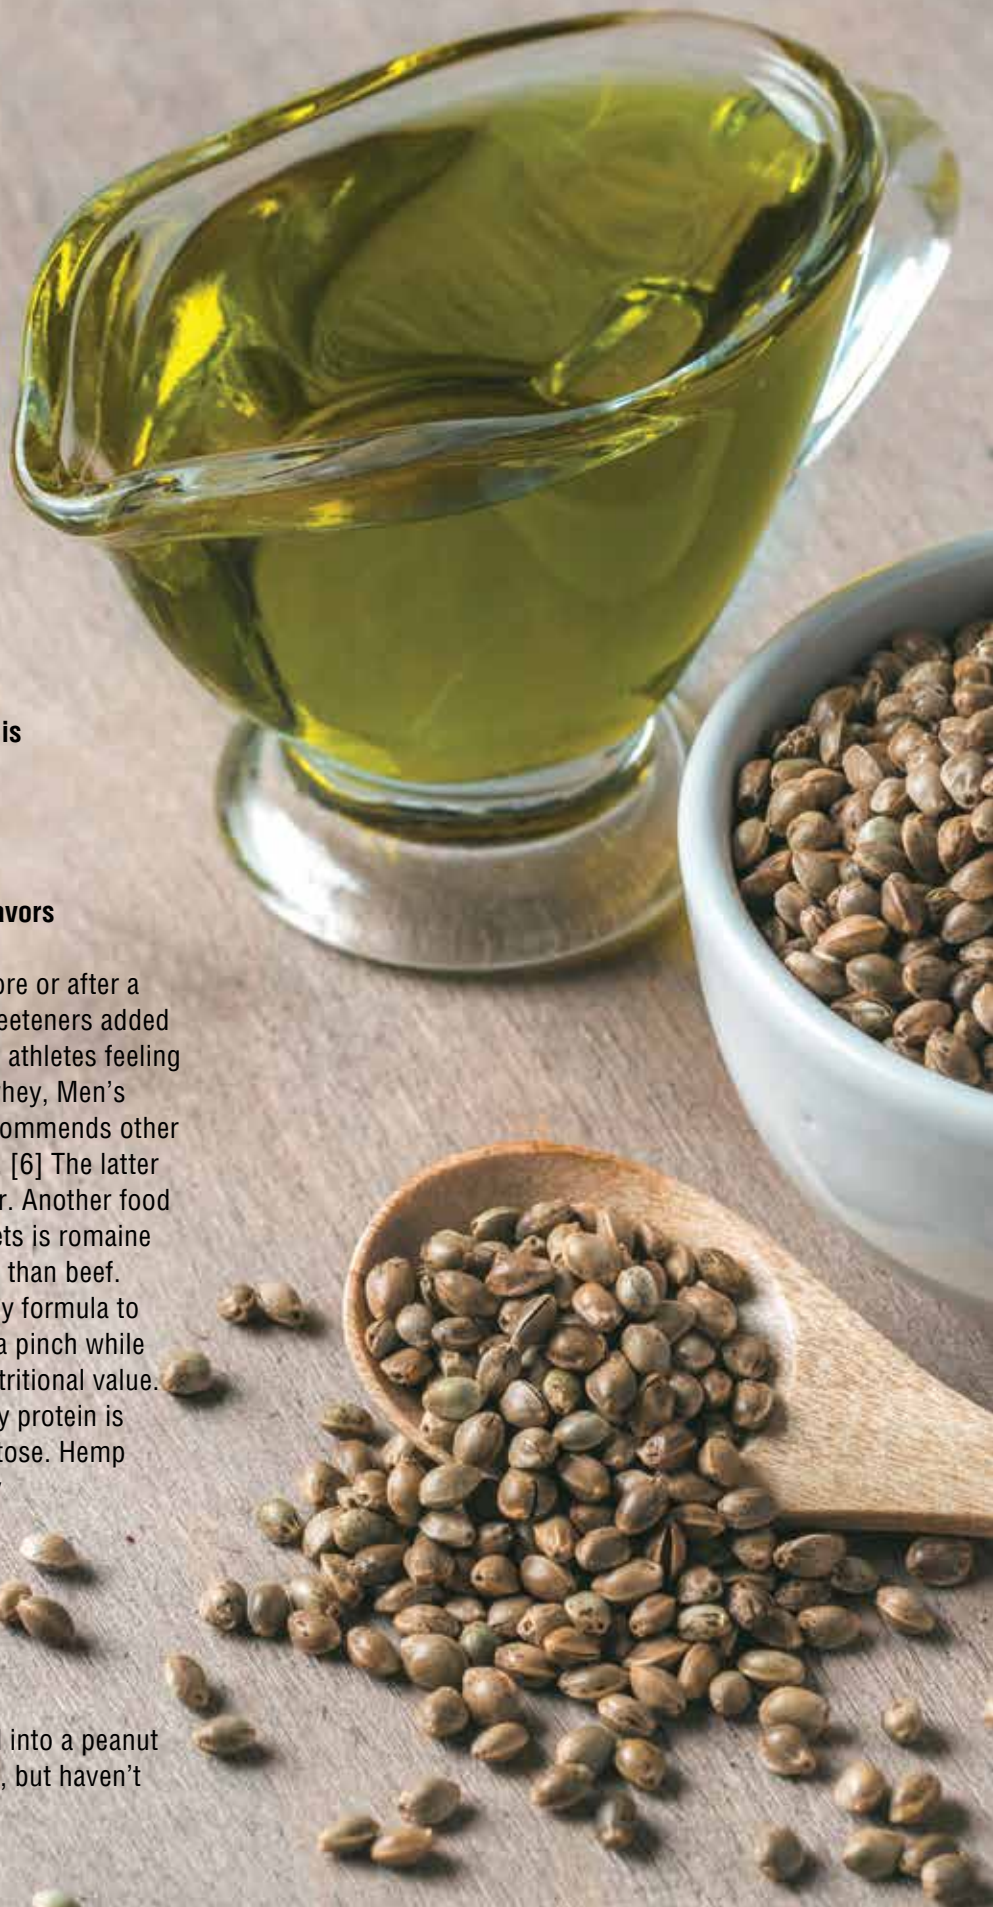 is
avors
ore or after a
eeteners added
athletes feeling
hey, Men’s
commends other
[6] The latter
r. Another food
ets is romaine
than beef.
y formula to
a pinch while
tritional value.
y protein is
tose. Hemp
into a peanut
, but haven’t